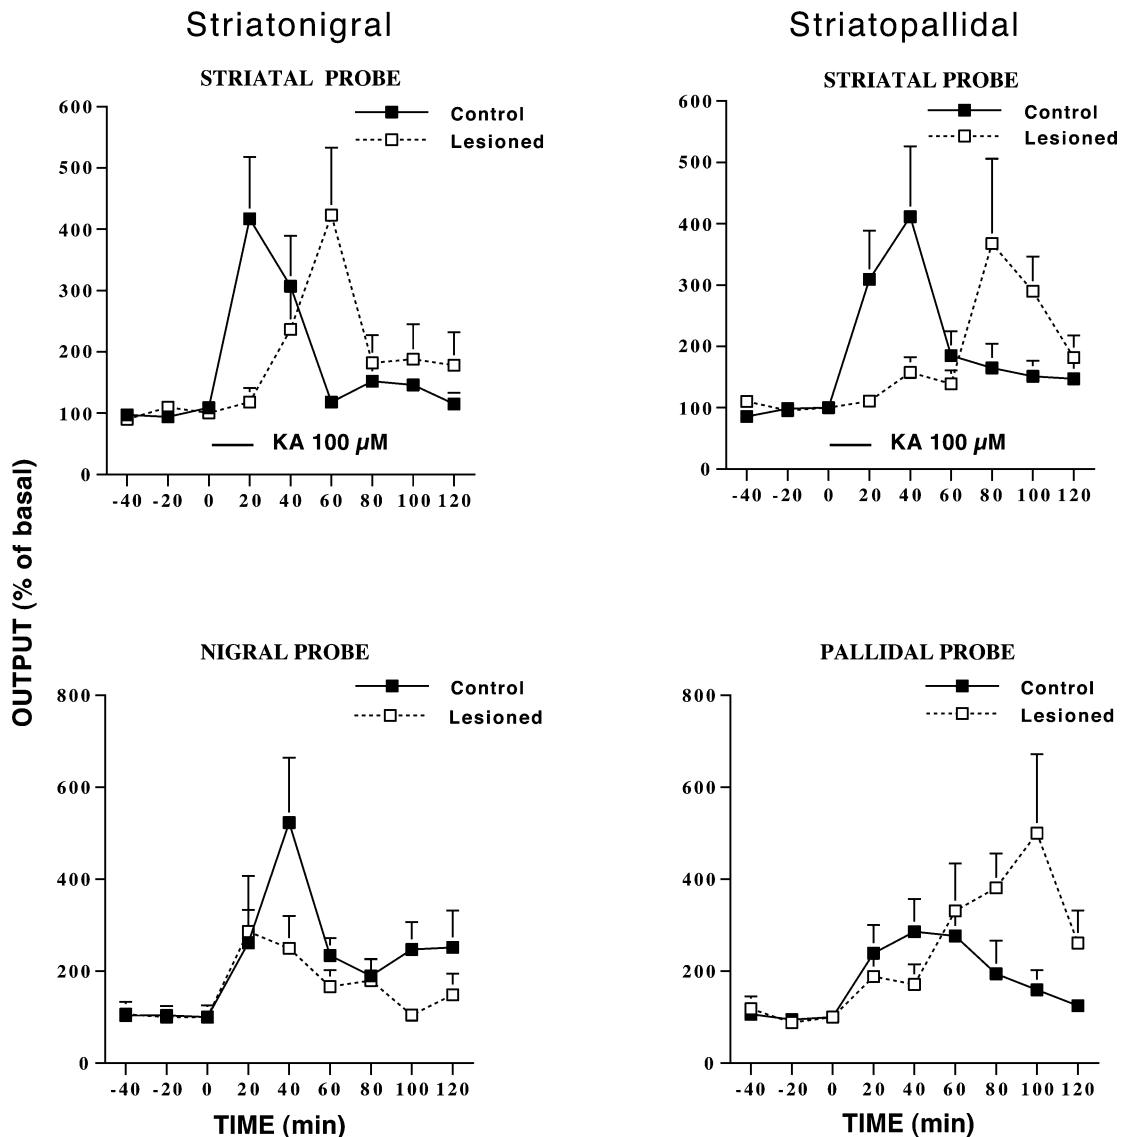 Striatonigral
Striatopallidal
STRIATAL PROBE
Control
Lesioned
600
500
400
300
200
100
0
KA 100 µM
-40 -20 0 20 40 60 80 100 120
STRIATAL PROBE
Control
Lesioned
600
500
400
300
200
100
0
KA 100 µM
-40 -20 0 20 40 60 80 100 120
OUTPUT (% of basal)
NIGRAL PROBE
Control
Lesioned
800
600
400
200
0
-40 -20 0 20 40 60 80 100 120
TIME (min)
PALLIDAL PROBE
Control
Lesioned
800
600
400
200
0
-40 -20 0 20 40 60 80 100 120
TIME (min)